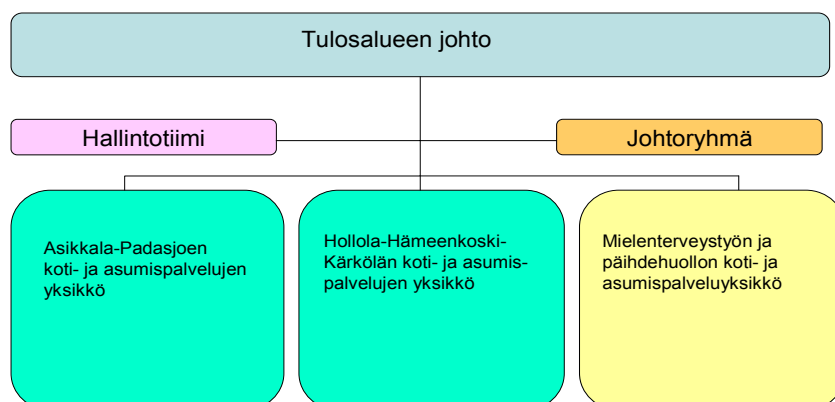 Tulosalueen johto
Hallintotiimi
Johtoryhmä
Asikkala-Padasjoen
koti- ja asumispalvelujen
yksikkö
Hollola-Hämeenkoski-
Kärkölän koti- ja asumis-
palvelujen yksikkö
Mielenterveystyön ja
päihdehuollon koti- ja
asumispalveluyksikkö